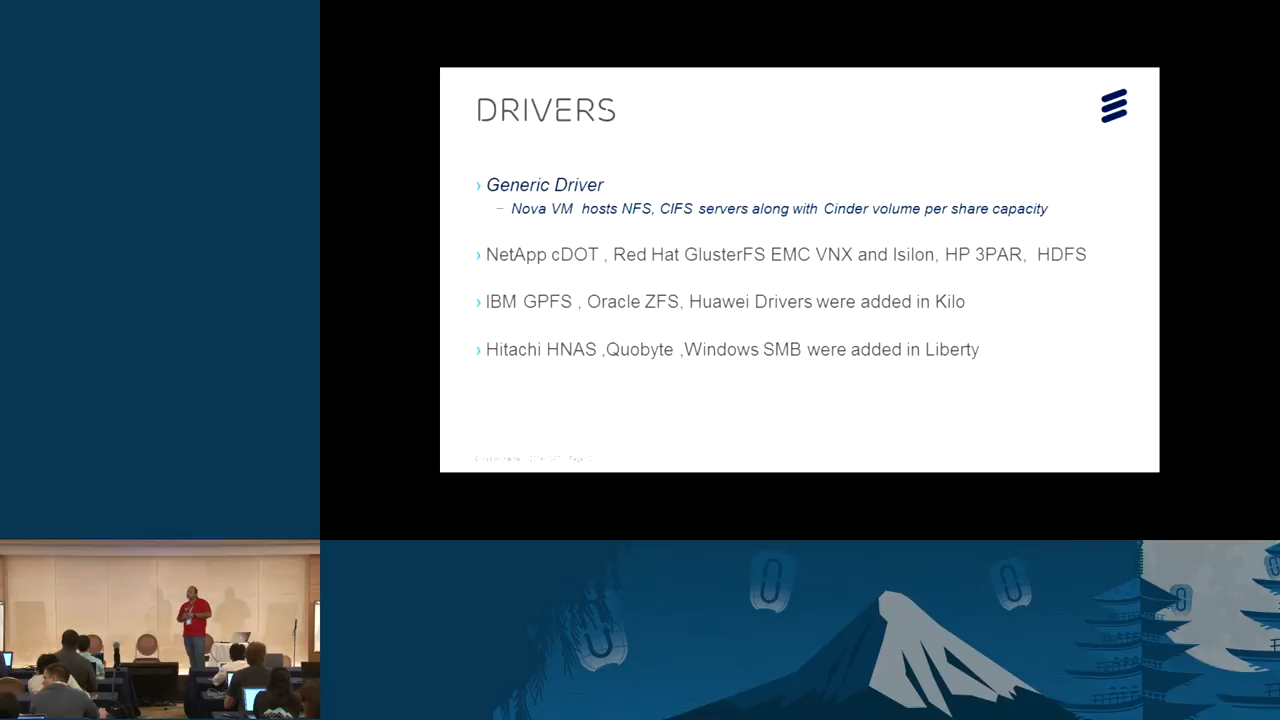 DRIVERS
› Generic Driver
– Nova VM hosts NFS, CIFS servers along with Cinder volume per share capacity
› NetApp cDOT , Red Hat GlusterFS EMC VNX and Isilon, HP 3PAR, HDFS
› IBM GPFS , Oracle ZFS, Huawei Drivers were added in Kilo
› Hitachi HNAS ,Quobyte ,Windows SMB were added in Liberty